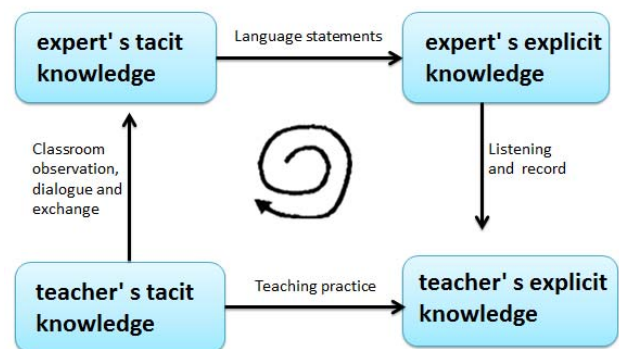 expert' s tacit
knowledge
Language statements
expert' s explicit
knowledge
Classroom
observation,
dialogue and
exchange
Listening
and record
teacher' s tacit
knowledge
Teaching practice
teacher' s explicit
knowledge